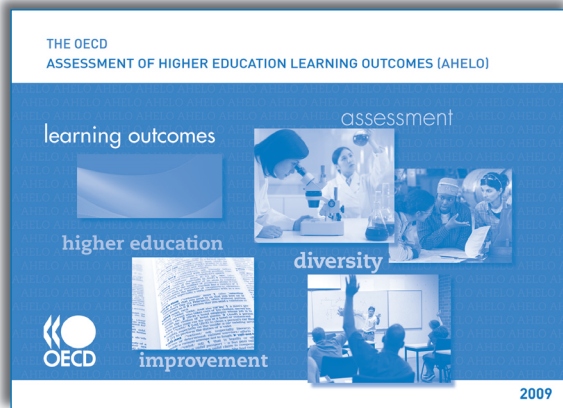 THE OECD
ASSESSMENT OF HIGHER EDUCATION LEARNING OUTCOMES (AHELO)
assessment
learning outcomes
higher education
diversity
improvement
OECD
2009